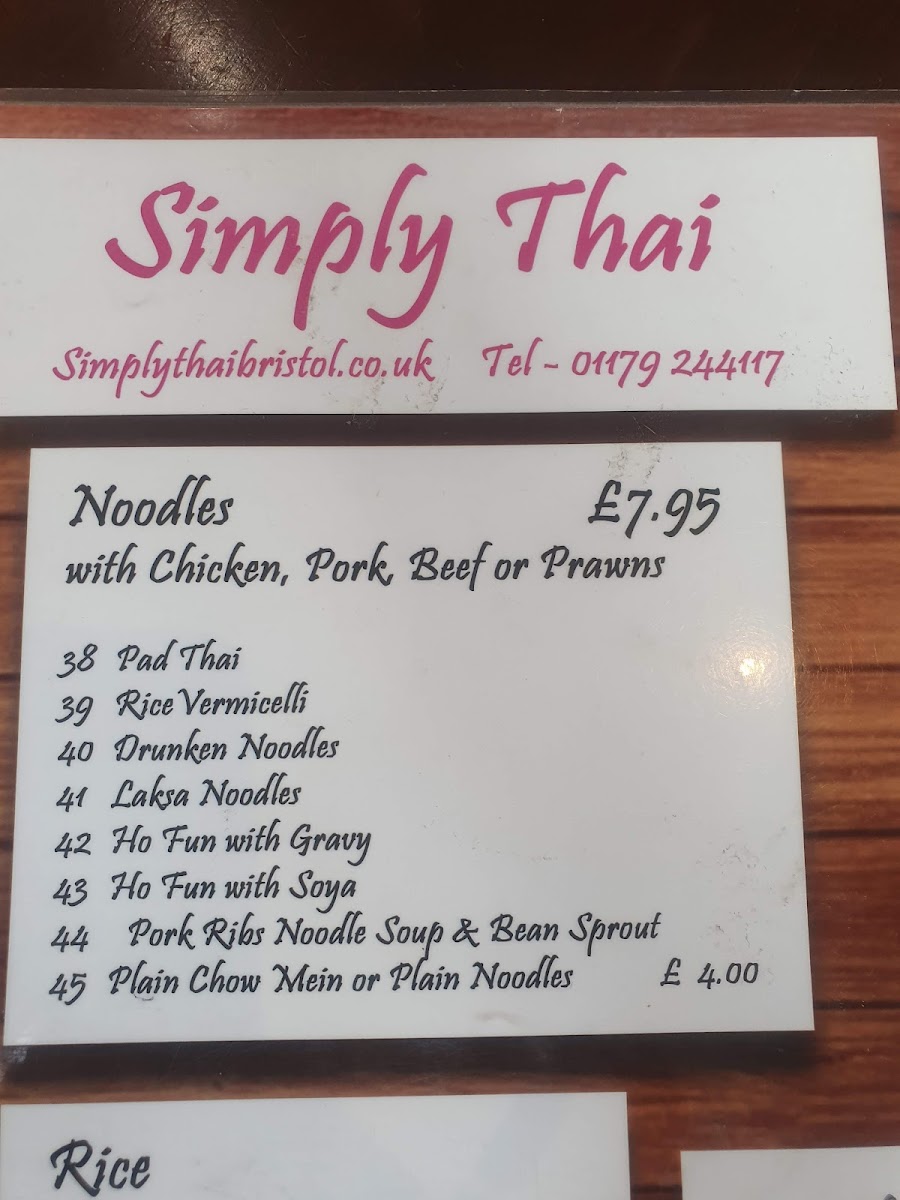 Simply Thai
Simplythaibristol.co.uk Tel - 01179 244117
Noodles £7.95
with Chicken, Pork, Beef or Prawns
38 Pad Thai
39 Rice Vermicelli
40 Drunken Noodles
41 Laksa Noodles
42 Ho Fun with Gravy
43 Ho Fun with Soya
44 Pork Ribs Noodle Soup & Bean Sprout
45 Plain Chow Mein or Plain Noodles £ 4.00
Rice